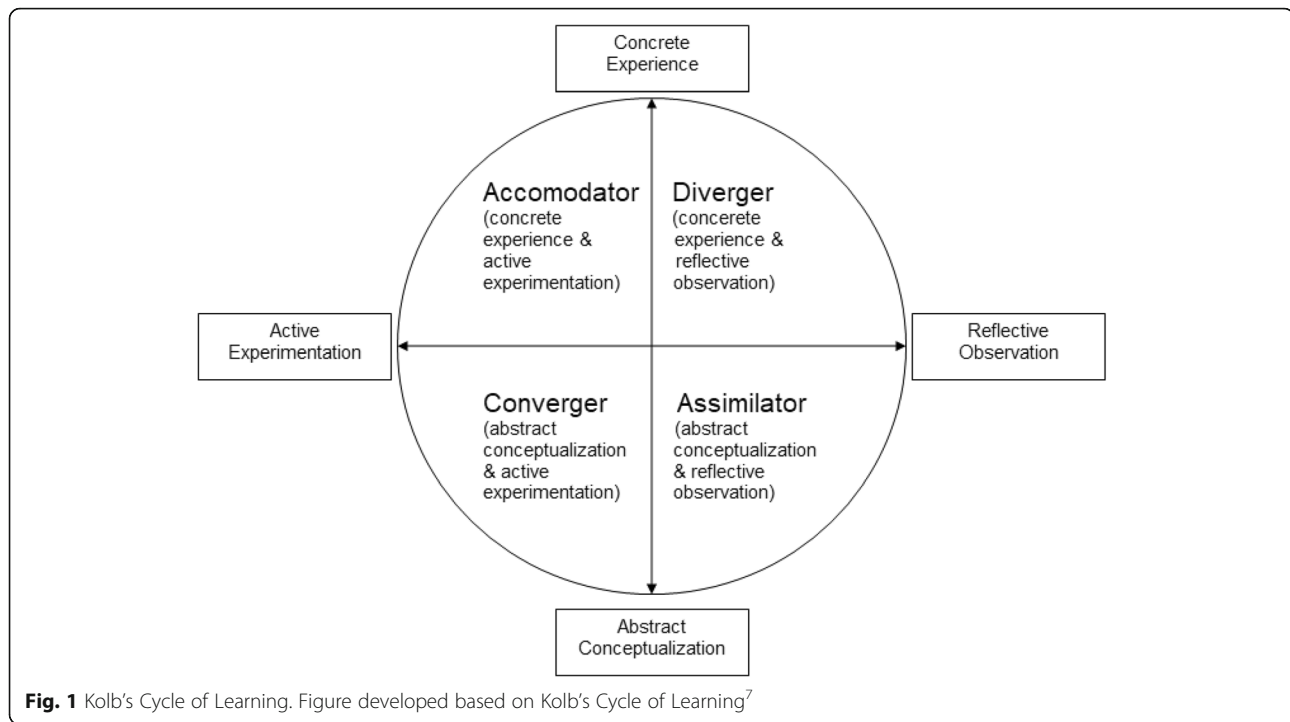 Concrete
Experience
Accomodator
(concrete
experience &
active
experimentation)
Diverger
(concerete
experience &
reflective
observation)
Active
Experimentation
Reflective
Observation
Converger
(abstract
conceptualization
& active
experimentation)
Assimilator
(abstract
conceptualization
& reflective
observation)
Abstract
Conceptualization
Fig. 1 Kolb's Cycle of Learning. Figure developed based on Kolb's Cycle of Learning7